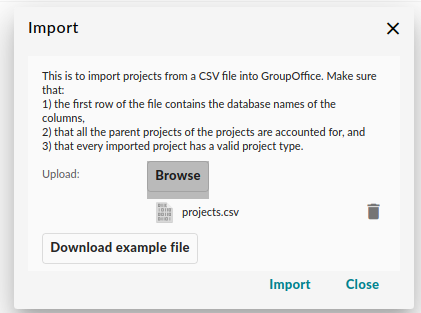 Import
This is to import projects from a CSV file into GroupOffice. Make sure
that:
1) the first row of the file contains the database names of the
columns,
2) that all the parent projects of the projects are accounted for, and
3) that every imported project has a valid project type.
Upload:
Browse
projects.csv
Download example file
Import
Close